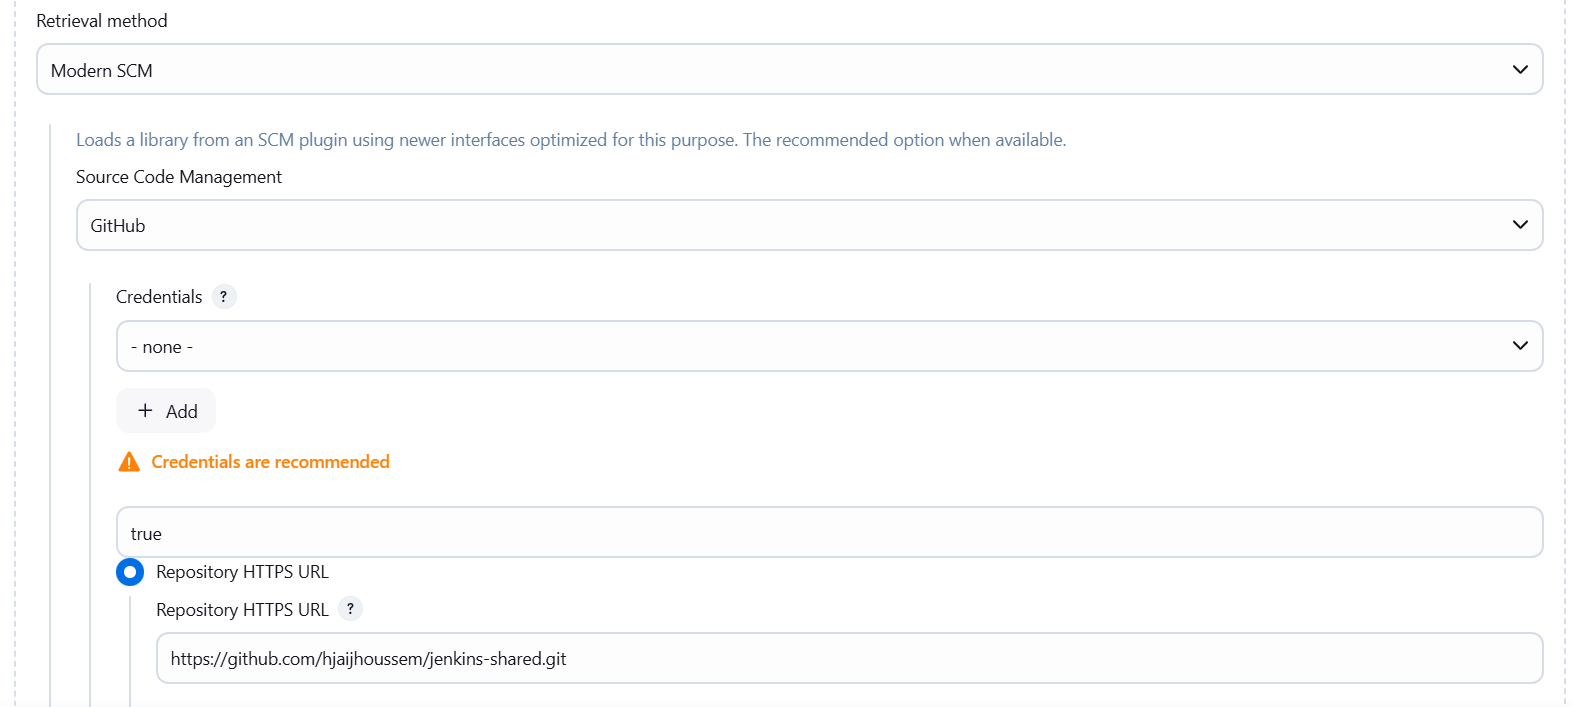 Retrieval method
Modern SCM
Loads a library from an SCM plugin using newer interfaces optimized for this purpose. The recommended option when available.
Source Code Management
GitHub
Credentials ?
- none -
+ Add
Credentials are recommended
true
Repository HTTPS URL
Repository HTTPS URL ?
https://github.com/hjaijhoussem/jenkins-shared.git